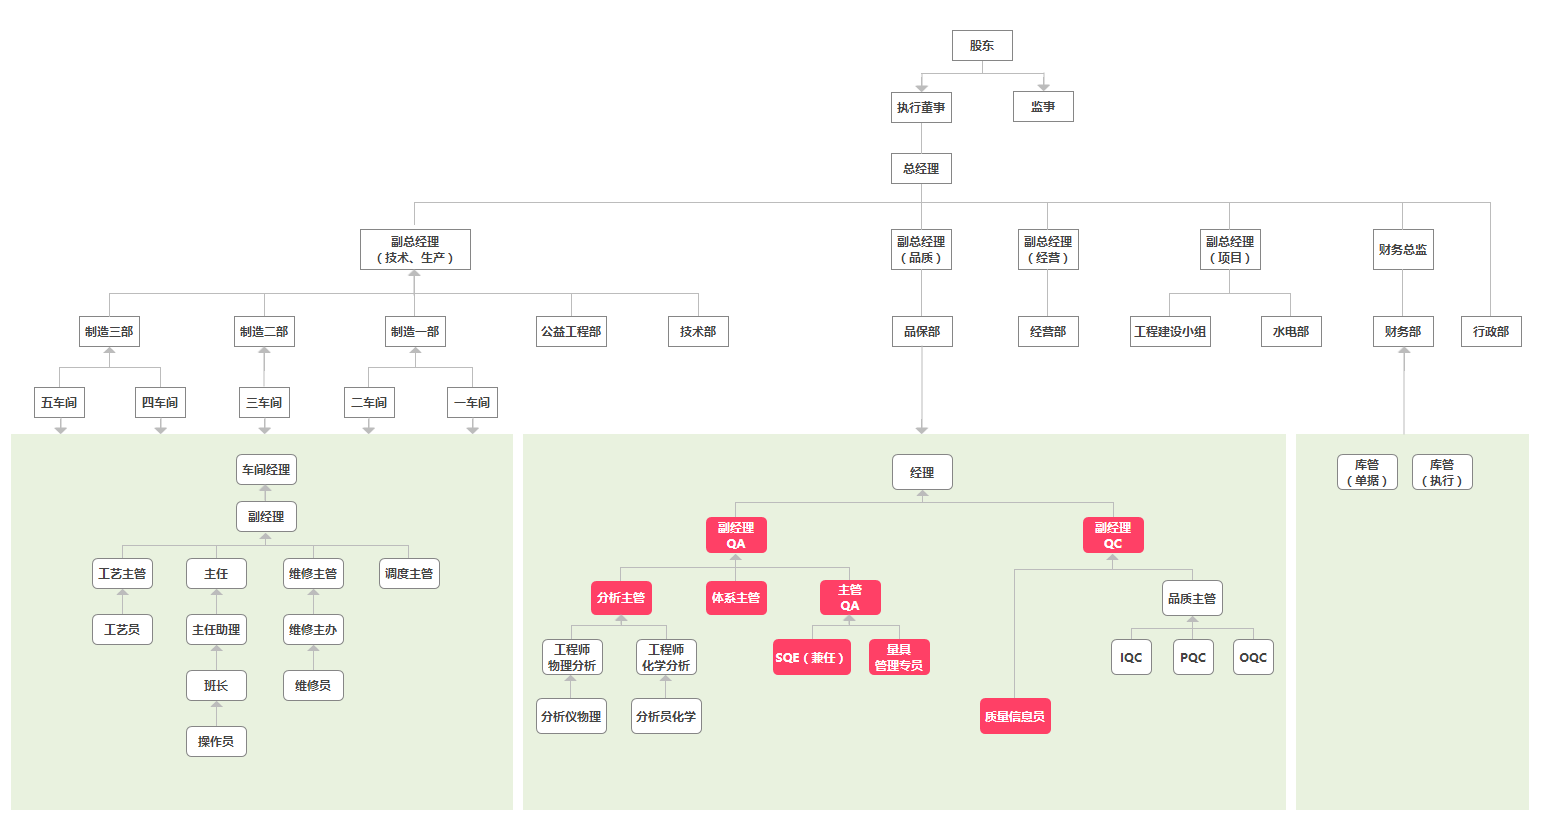 股东
执行董事
监事
总经理
副总经理
（技术、生产）
副总经理
（品质）
副总经理
（经营）
副总经理
（项目）
财务总监
制造三部
制造二部
制造一部
公益工程部
技术部
品保部
经营部
工程建设小组
水电部
财务部
行政部
五车间
四车间
三车间
二车间
一车间
车间经理
副经理
工艺主管
主任
维修主管
调度主管
工艺员
主任助理
维修主办
班长
维修员
操作员
经理
副经理
QA
副经理
QC
分析主管
体系主管
主管
QA
品质主管
工程师
物理分析
工程师
化学分析
SQE（兼任）
量具
管理专员
IQC
PQC
OQC
分析仪物理
分析员化学
质量信息员
库管
（单据）
库管
（执行）